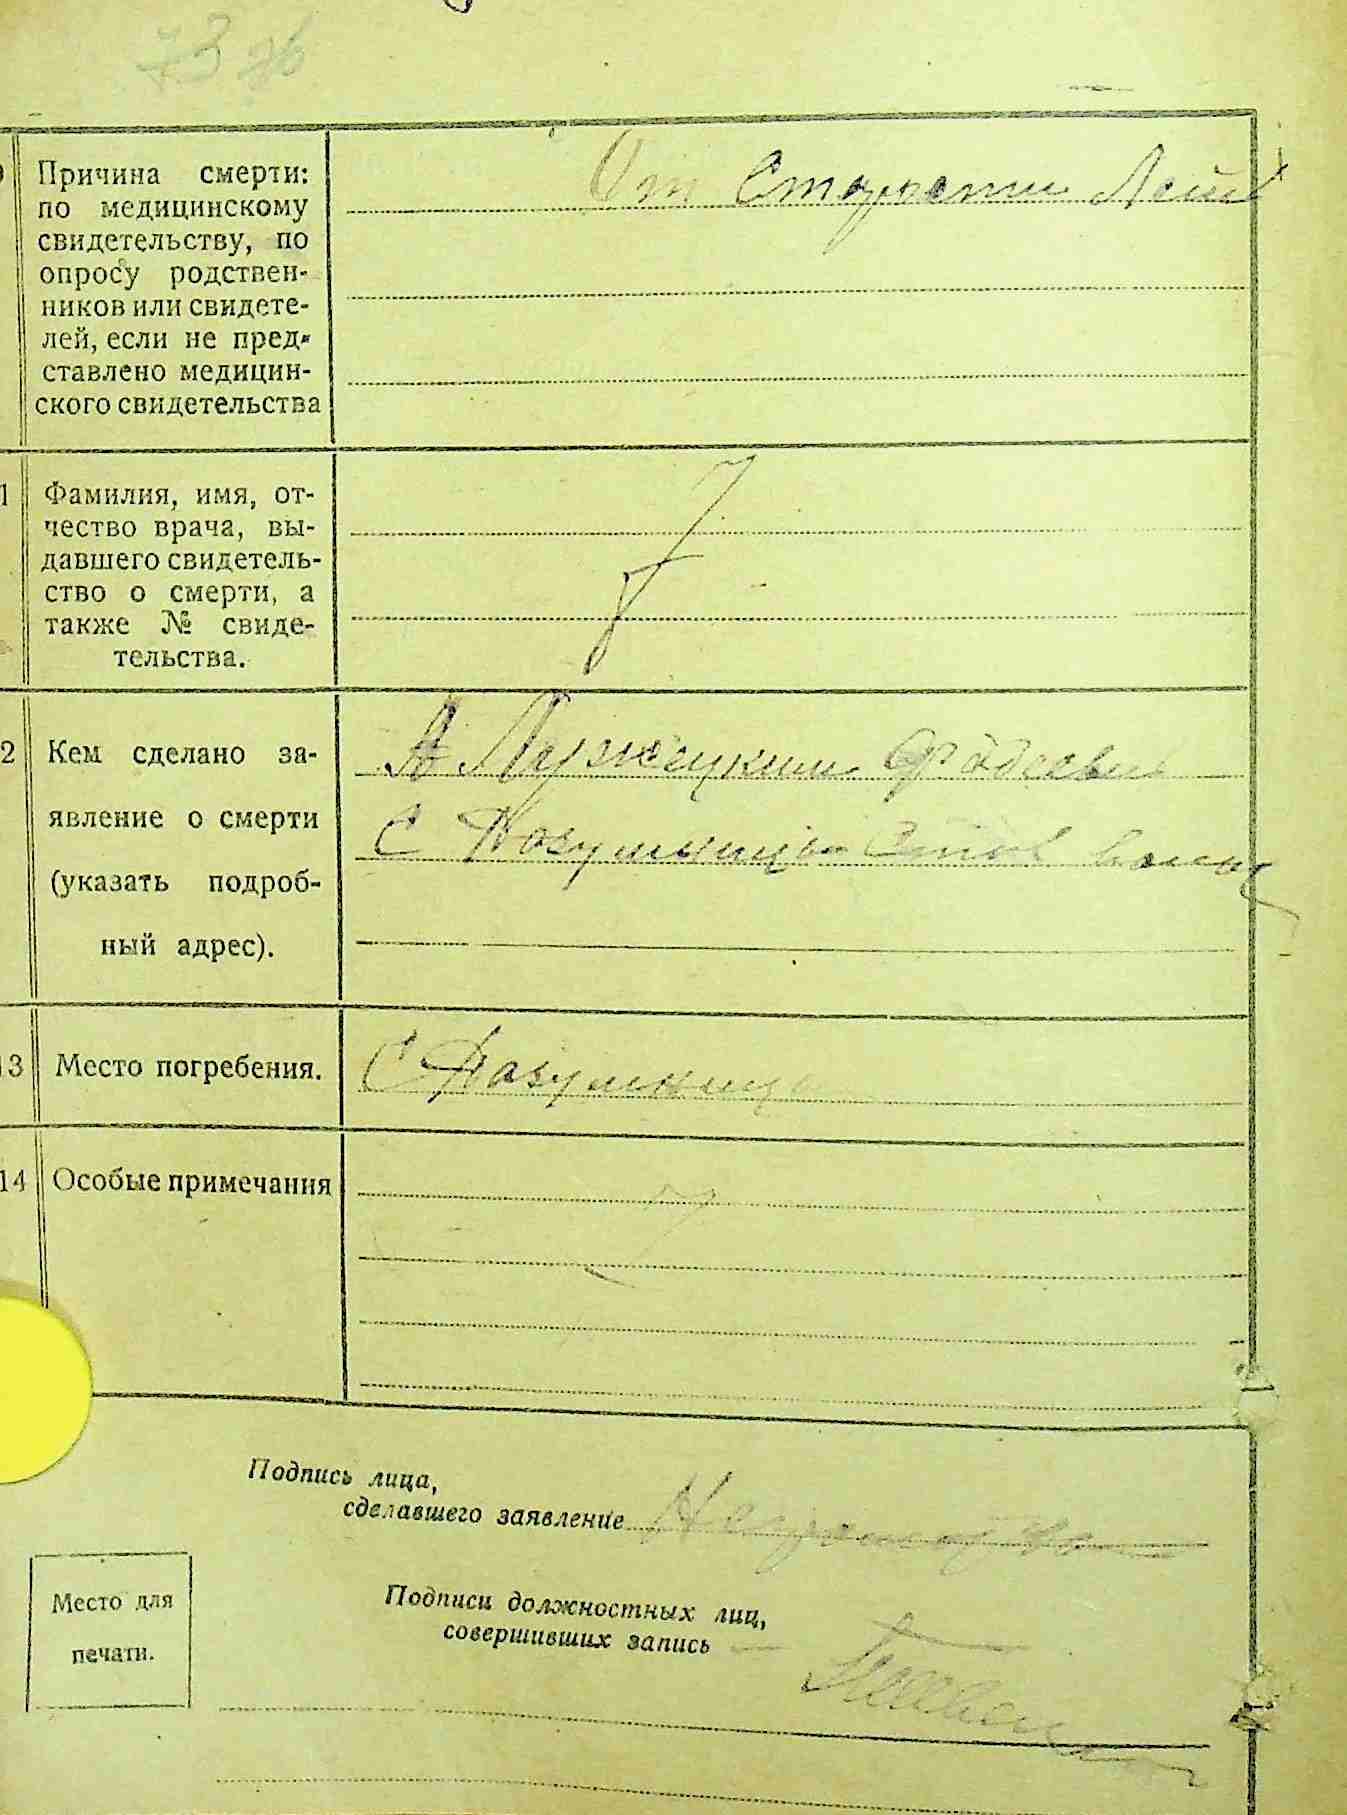 73
Причина смерти:
по медицинскому
свидетельству, по
опросу родствен-
ников или свидете-
лей, если не пред-
ставлено медицин-
ского свидетельства
От Старости Лет
11 Фамилия, имя, от-
чество врача, вы-
давшего свидетель-
ство о смерти, а
также № свиде-
тельства.
2 Кем сделано за-
явление о смерти
(указать подроб-
ный адрес).
А
С
13 Место погребения.
С
14 Особые примечания
Подпись лица,
сделавшего заявление
Подписи должностных лиц,
совершивших запись
Место для
печати.